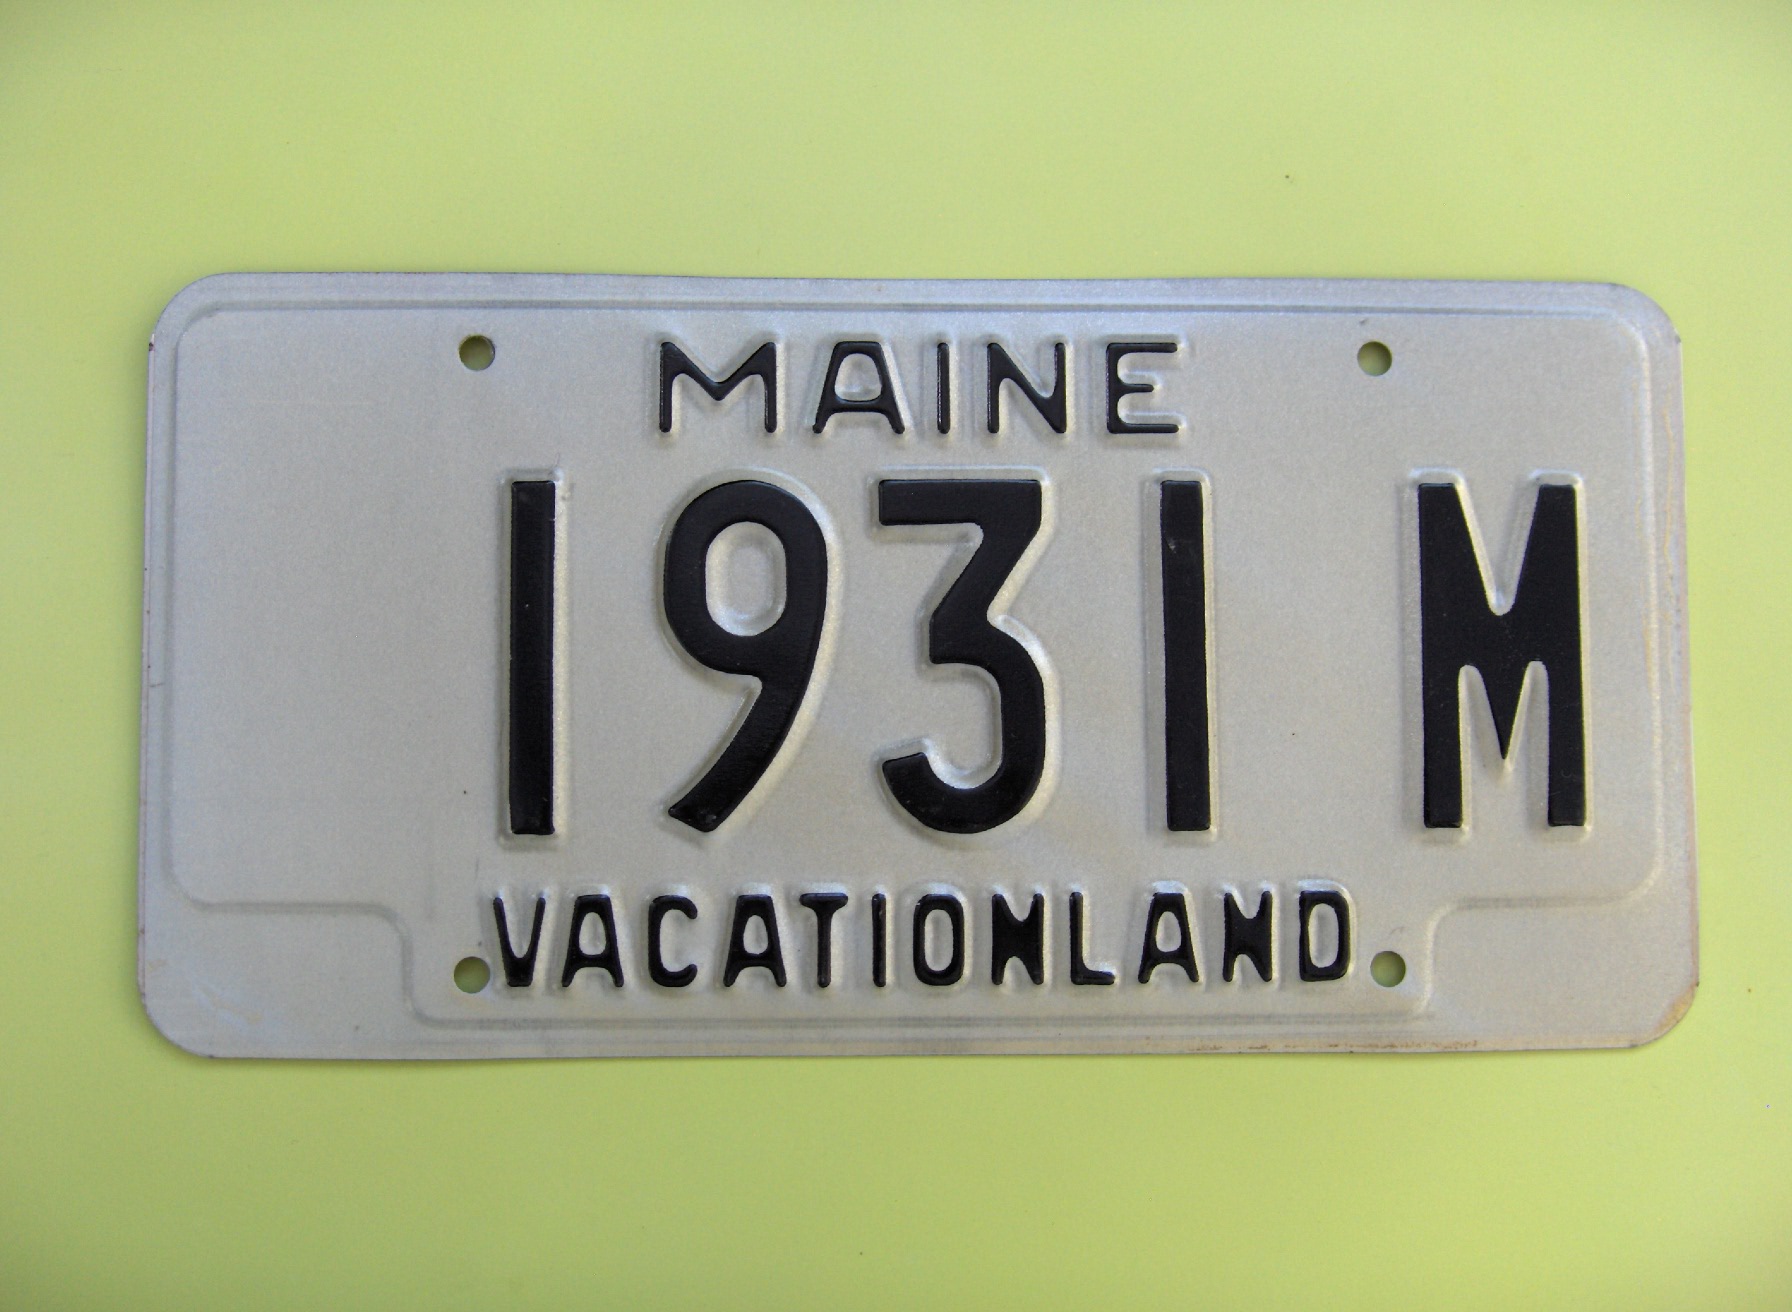 MAINE
1931 M
VACATIONLAND